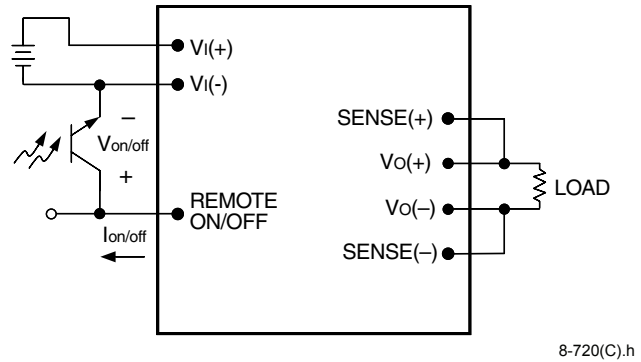 VI(+)
VI(-)
–
Von/off
+
REMOTE
ON/OFF
Ion/off
SENSE(+)
VO(+)
VO(–)
SENSE(–)
LOAD
8-720(C).h